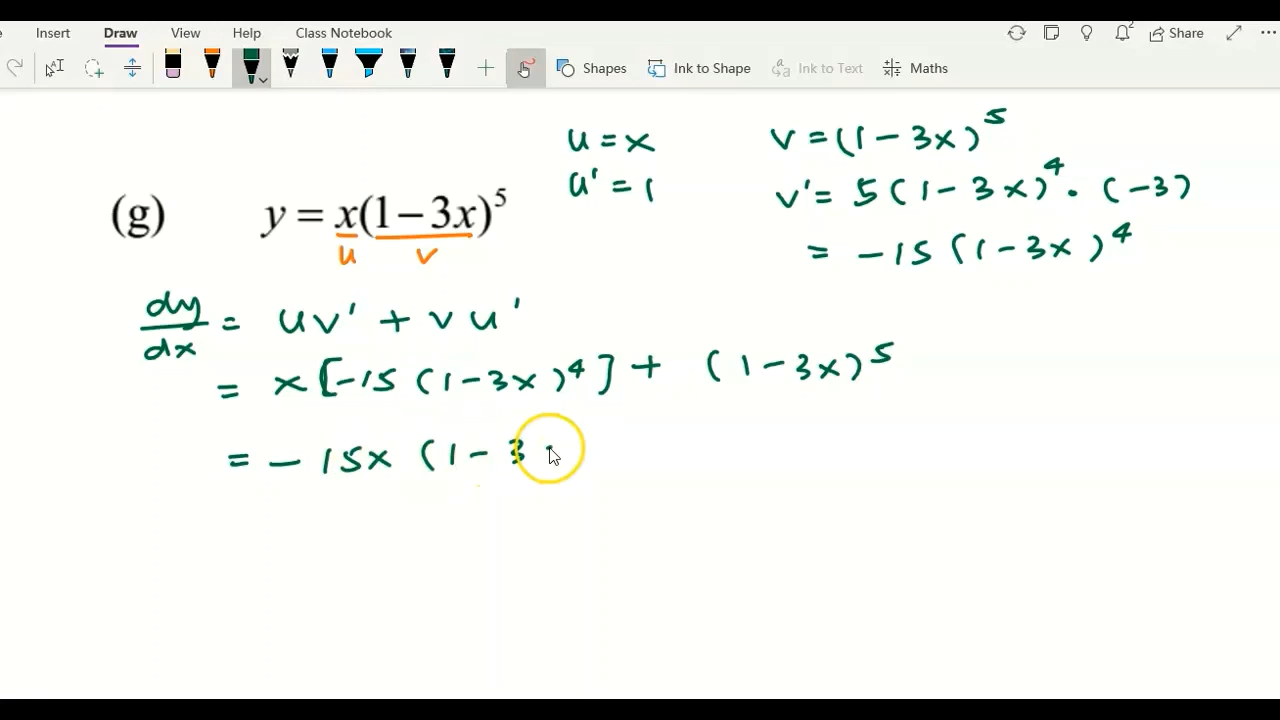 Insert Draw View Help Class Notebook 2 Share
Shapes Ink to Shape Ink to Text Maths
u = x
v = (1 - 3x)^5
u' = 1
v' = 5(1 - 3x)^4 · (-3)
= -15(1 - 3x)^4
(g) y = x(1-3x)^5
u v
dy/dx = uv' + vu'
= x[-15(1-3x)^4] + (1-3x)^5
= -15x (1-3